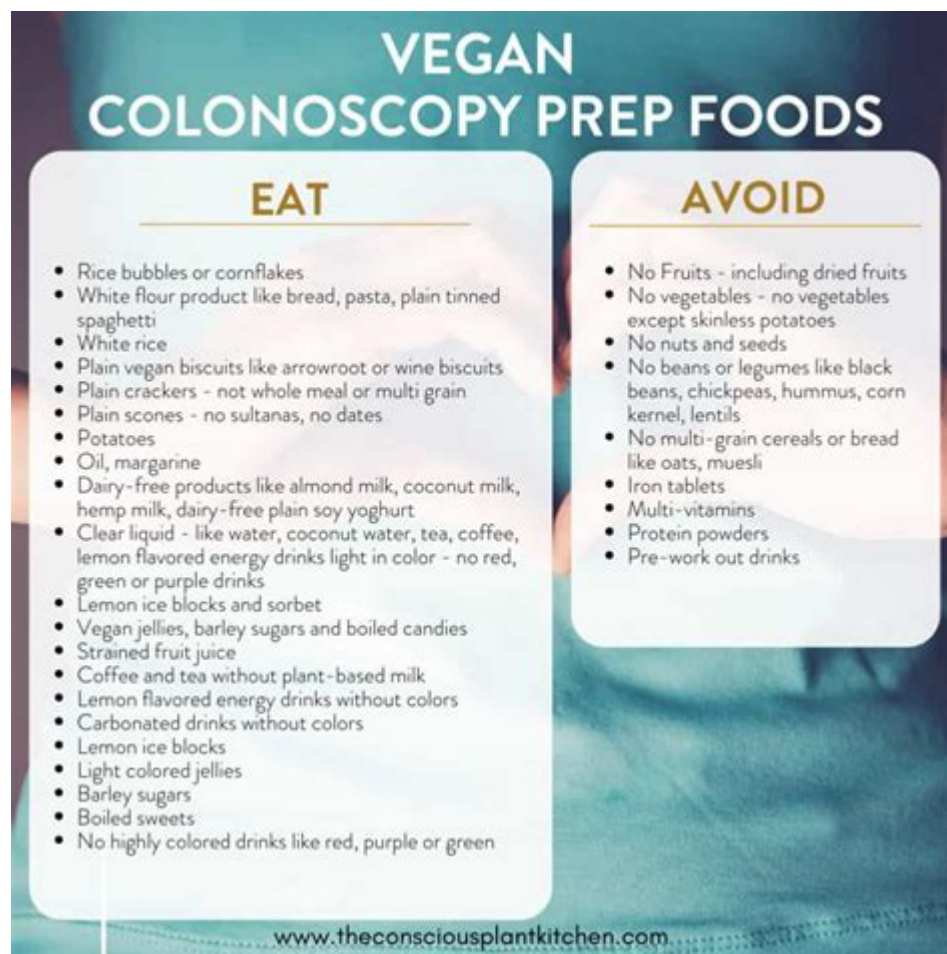 VEGAN
COLONOSCOPY PREP FOODS
EAT
• Rice bubbles or cornflakes
• White flour product like bread, pasta, plain tinned
spaghetti
• White rice
• Plain vegan biscuits like arrowroot or wine biscuits
• Plain crackers - not whole meal or multi grain
• Plain scones - no sultanas, no dates
• Potatoes
• Oil, margarine
• Dairy-free products like almond milk, coconut milk,
hemp milk, dairy-free plain soy yoghurt
• Clear liquid - like water, coconut water, tea, coffee,
lemon flavored energy drinks light in color - no red,
green or purple drinks
• Lemon ice blocks and sorbet
• Vegan jellies, barley sugars and boiled candies
• Strained fruit juice
• Coffee and tea without plant-based milk
• Lemon flavored energy drinks without colors
• Carbonated drinks without colors
• Lemon ice blocks
• Light colored jellies
• Barley sugars
• Boiled sweets
• No highly colored drinks like red, purple or green
AVOID
• No Fruits - including dried fruits
• No vegetables - no vegetables
except skinless potatoes
• No nuts and seeds
• No beans or legumes like black
beans, chickpeas, hummus, corn
kernel, lentils
• No multi-grain cereals or bread
like oats, muesli
• Iron tablets
• Multi-vitamins
• Protein powders
• Pre-work out drinks
www.theconsciousplantkitchen.com